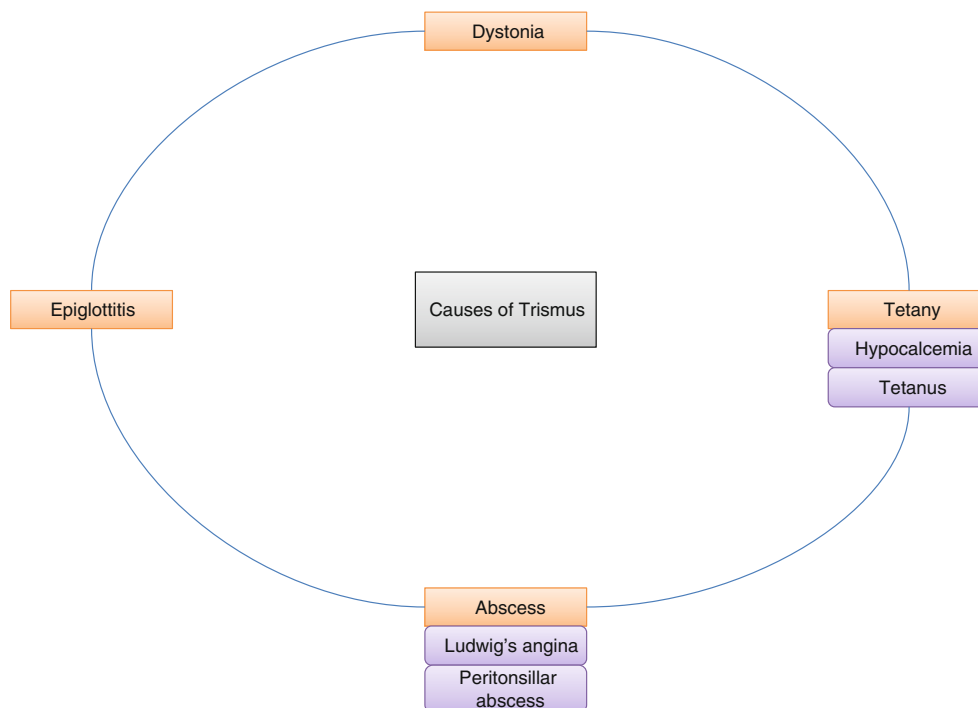 Dystonia
Epiglottitis
Causes of Trismus
Tetany
Hypocalcemia
Tetanus
Abscess
Ludwig’s angina
Peritonsillar
abscess